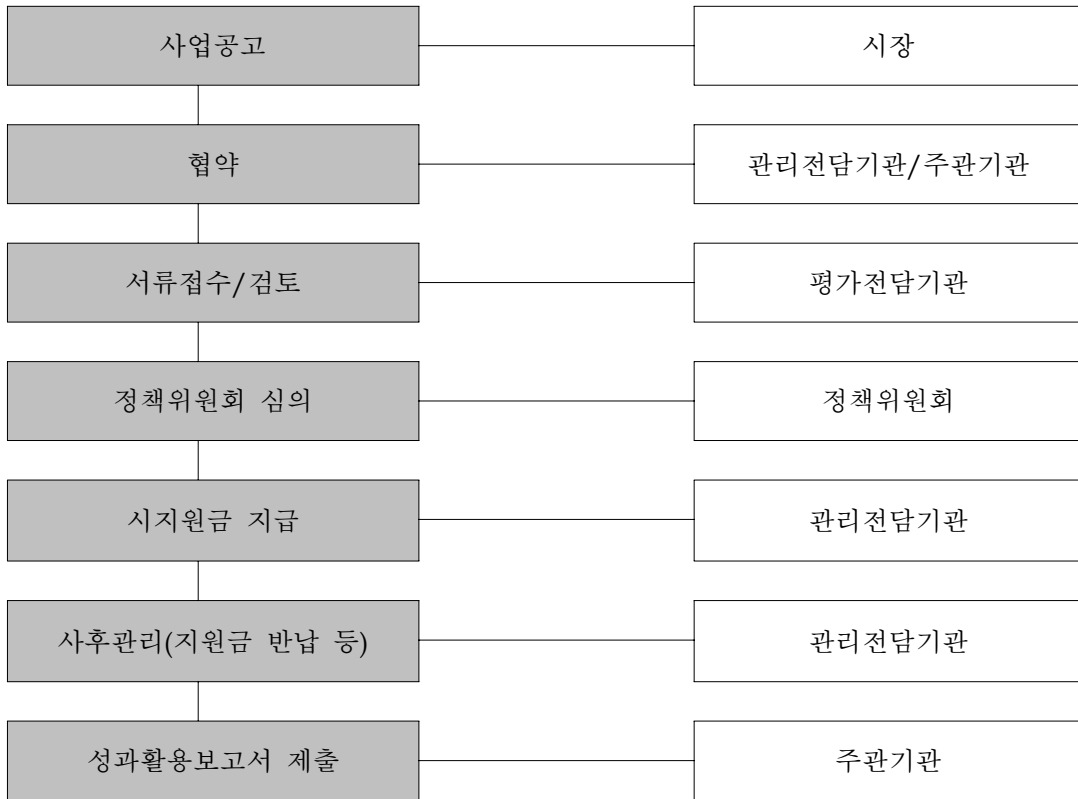 사업공고
시장
협약
관리전담기관/주관기관
서류접수/검토
평가전담기관
정책위원회 심의
정책위원회
시지원금 지급
관리전담기관
사후관리(지원금 반납 등)
관리전담기관
성과활용보고서 제출
주관기관